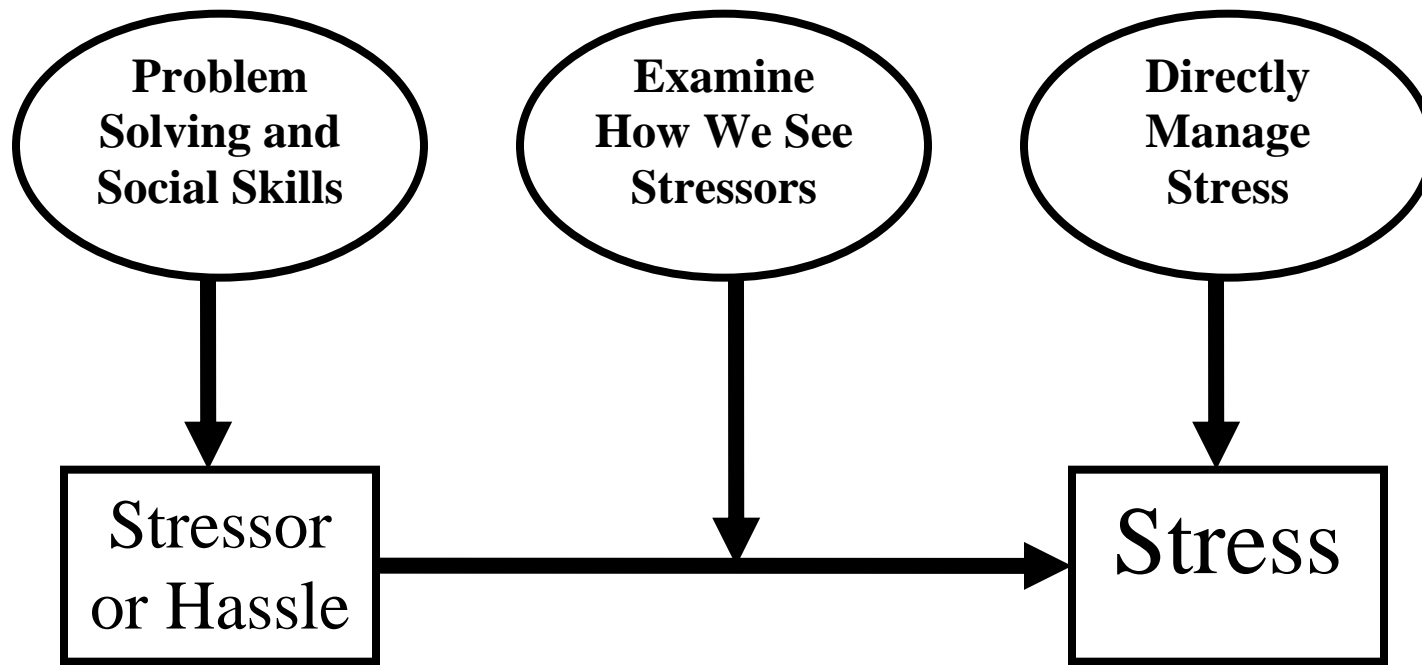 Problem
Solving and
Social Skills
Examine
How We See
Stressors
Directly
Manage
Stress
Stressor
or Hassle
Stress